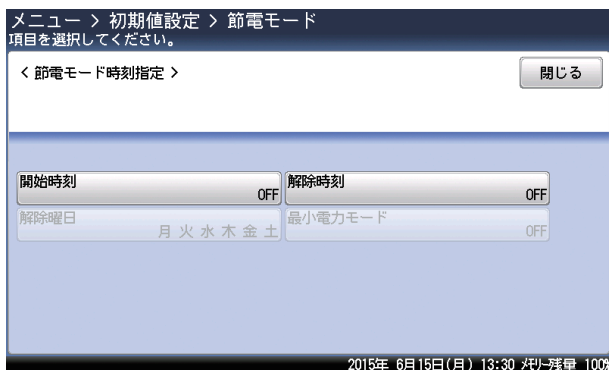 メニュー > 初期値設定 > 節電モード
項目を選択してください。
< 節電モード時刻指定 >
閉じる
開始時刻
OFF
解除時刻
OFF
解除曜日
月 火 水 木 金 土
最小電力モード
OFF
2015年 6月15日(月) 13:30 メモリー残量 100%